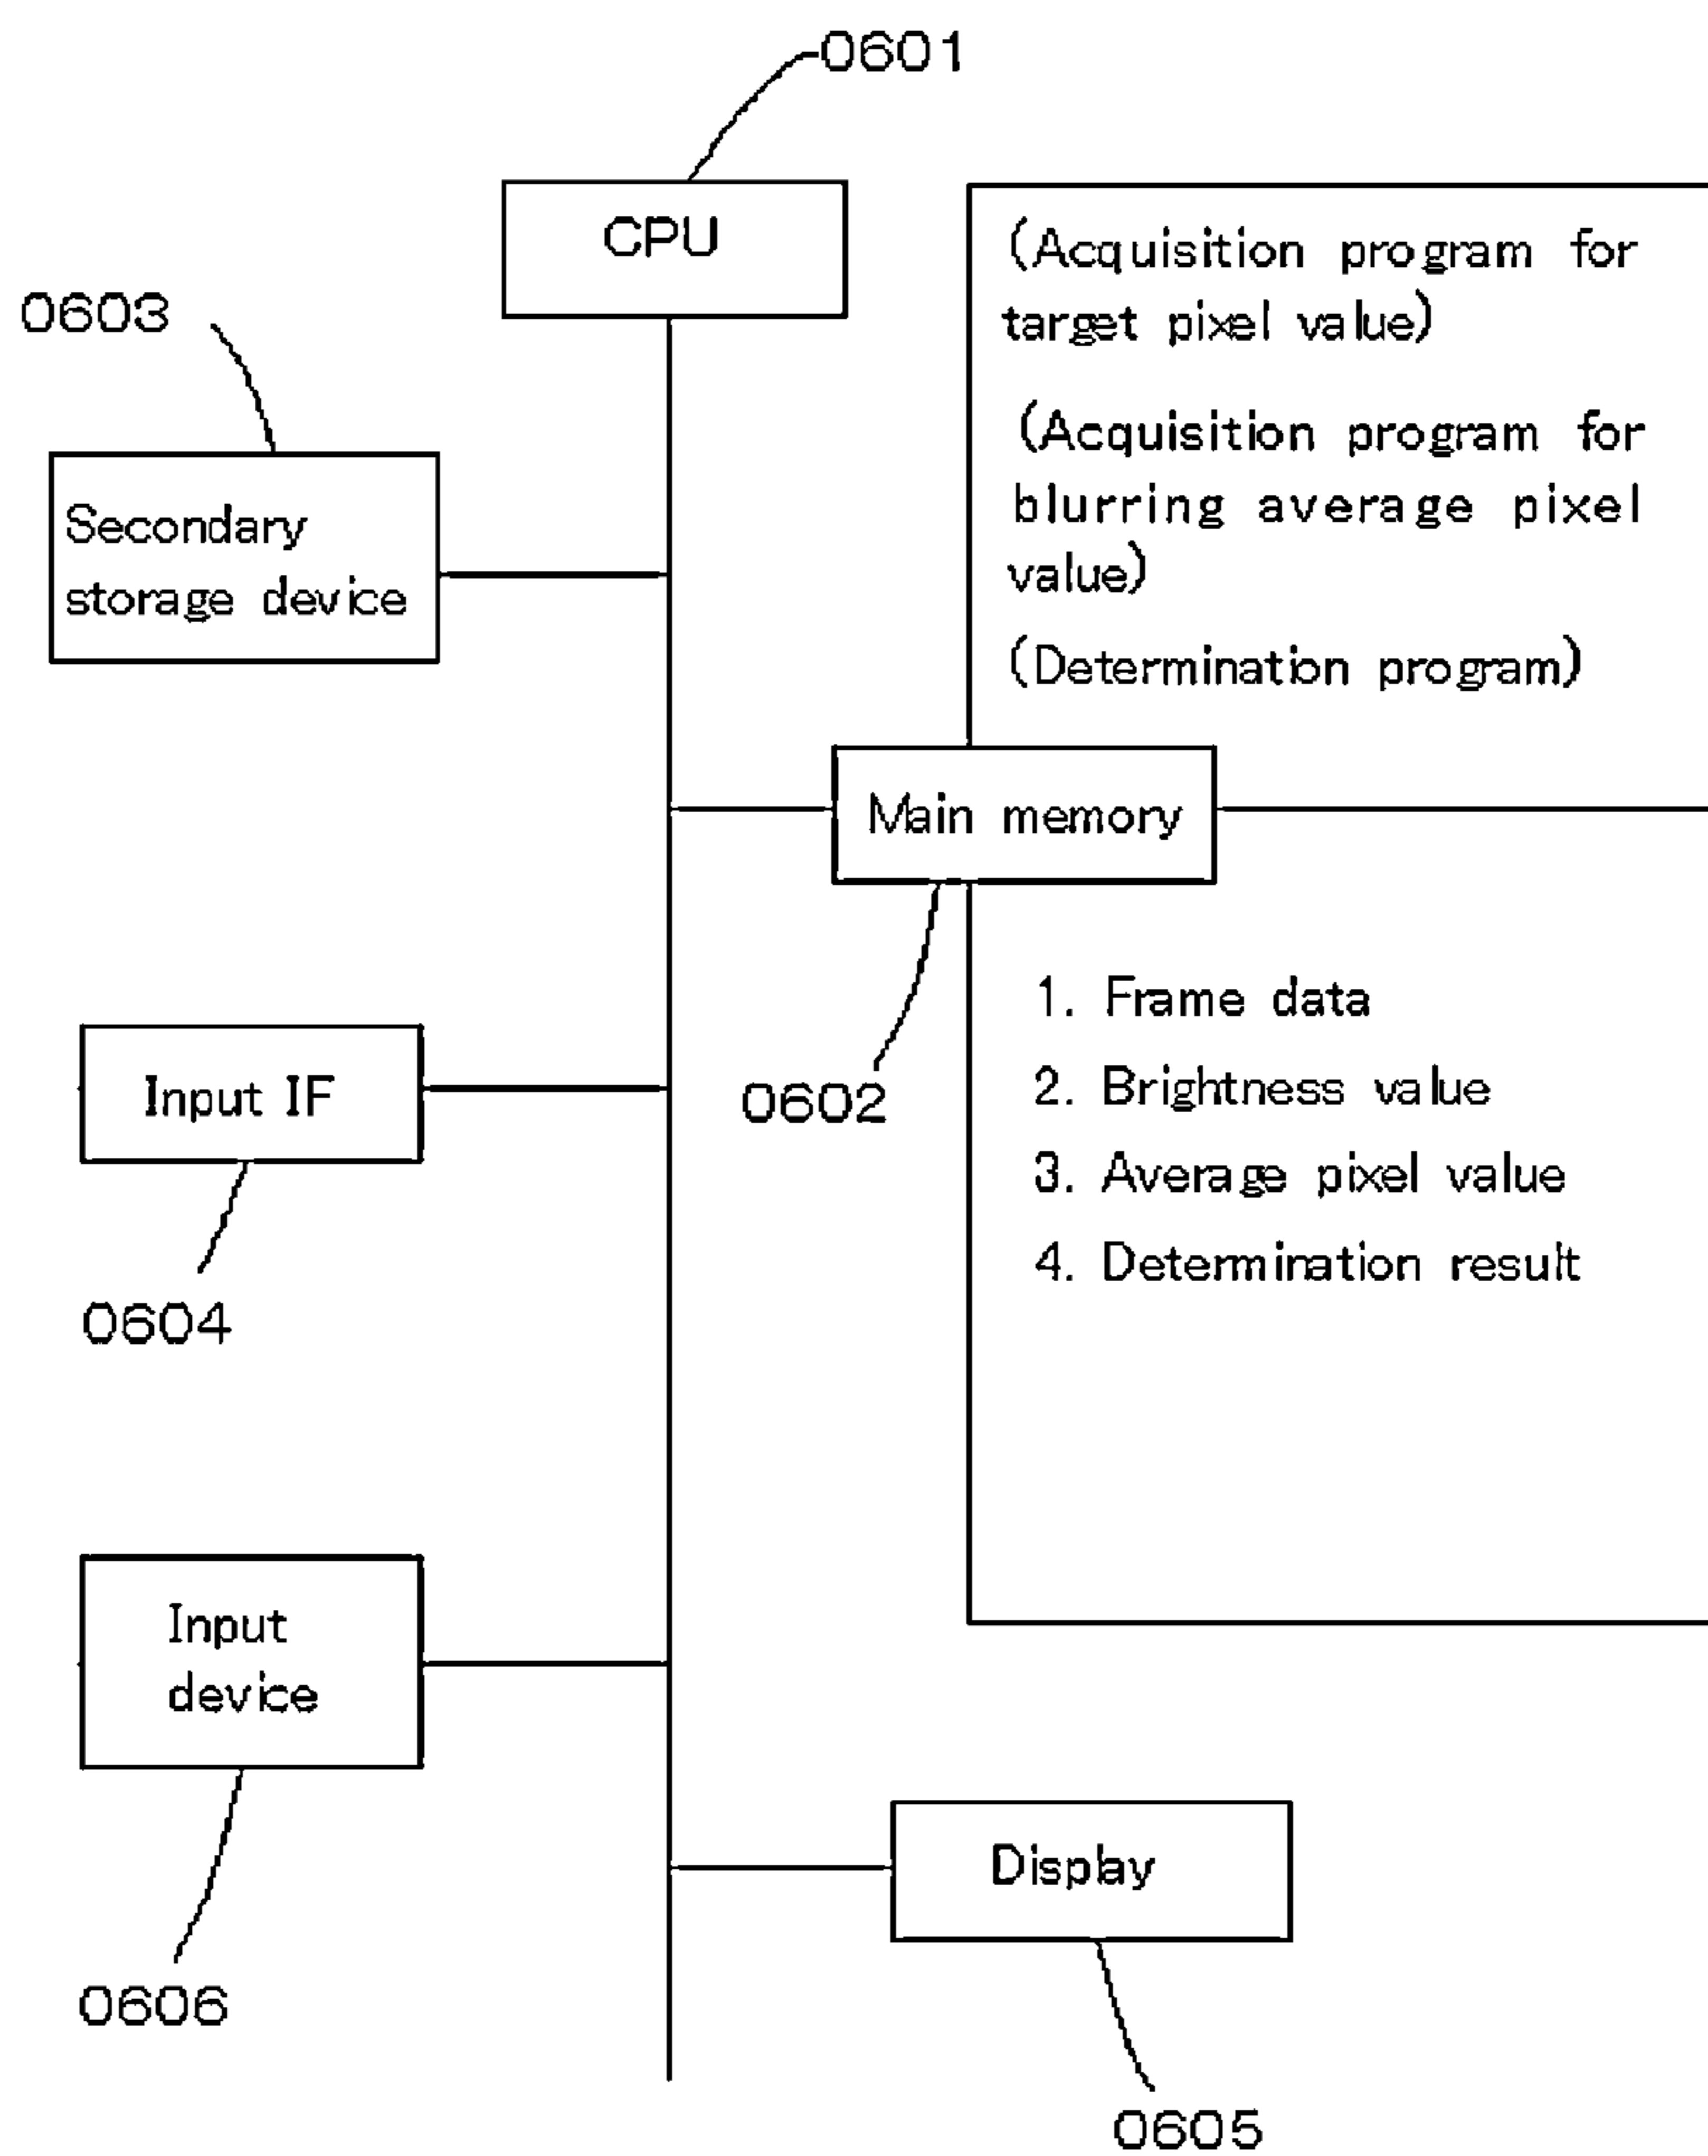 0601
CPU
(Acquisition program for
target pixel value)
0603
(Acquisition program for
blurring average pixel
value)
Secondary
storage device
(Determination program)
Main memory
1. Frame data
Input IF
0602
2. Brightness value
3. Average pixel value
4. Determination result
0604
Input
device
Display
0606
0605